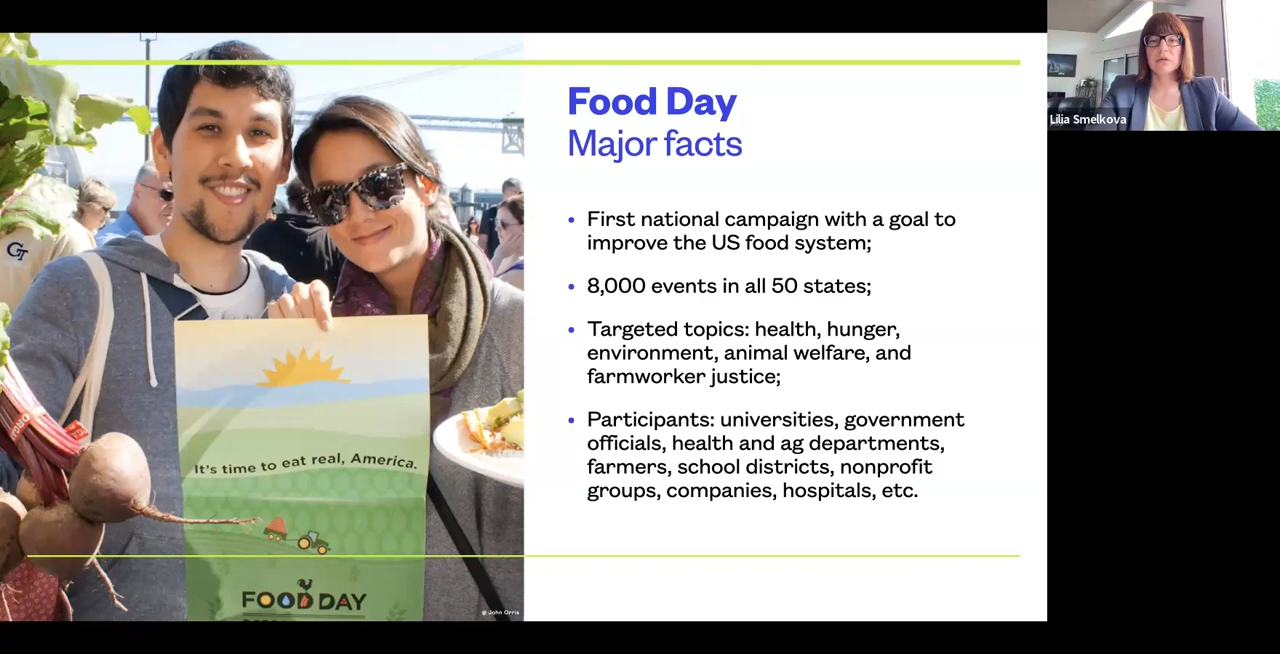 Food Day
Major facts
• First national campaign with a goal to
improve the US food system;
• 8,000 events in all 50 states;
• Targeted topics: health, hunger,
environment, animal welfare, and
farmworker justice;
• Participants: universities, government
officials, health and ag departments,
farmers, school districts, nonprofit
groups, companies, hospitals, etc.
GT
It's time to eat real, America.
FOOD DAY
@ John Orris
Lilia Smelkova